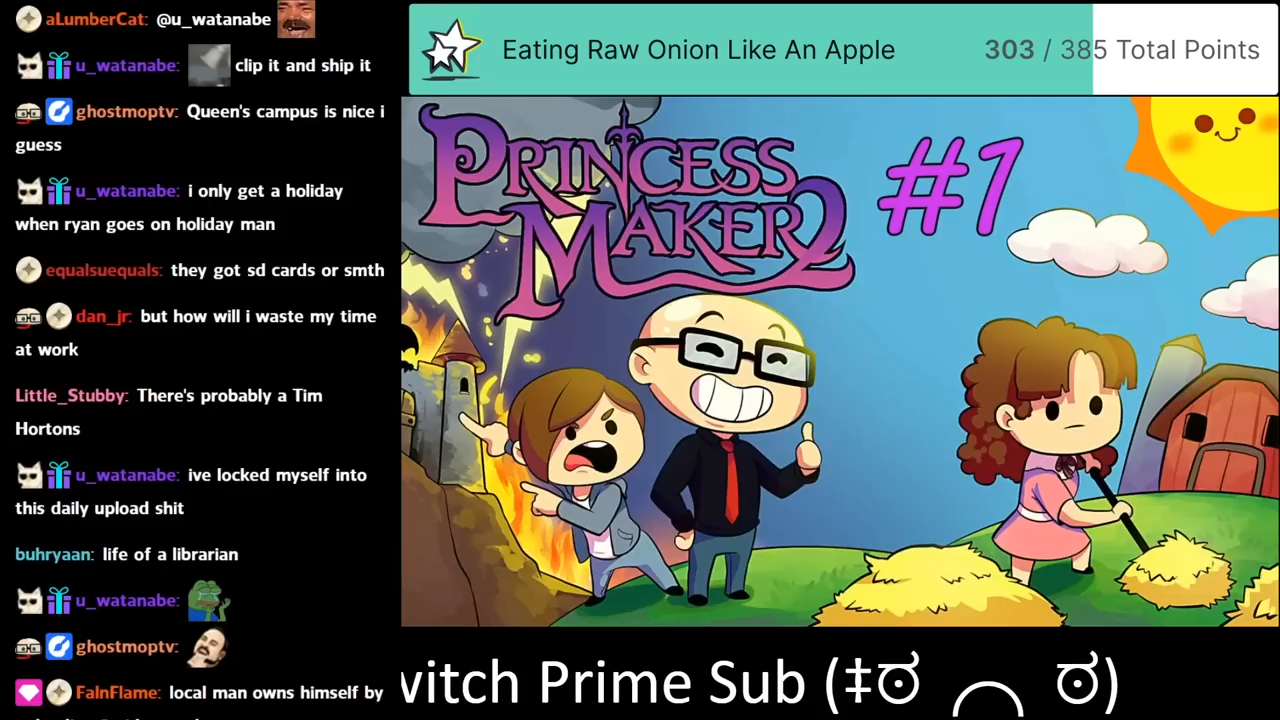 aLumberCat: @u_watanabe
u_watanabe: clip it and ship it
ghostmoptv: Queen's campus is nice i
guess
u_watanabe: i only get a holiday
when ryan goes on holiday man
equalsuequals: they got sd cards or smth
dan_jr: but how will i waste my time
at work
Little_Stubby: There's probably a Tim
Hortons
u_watanabe: ive locked myself into
this daily upload shit
buhryaan: life of a librarian
u_watanabe:
ghostmoptv:
FalnFlame: local man owns himself by
7 Eating Raw Onion Like An Apple 303 / 385 Total Points
PRINCESS
MAKER 2
#1
witch Prime Sub (‡ಠ ︵ ಠ)